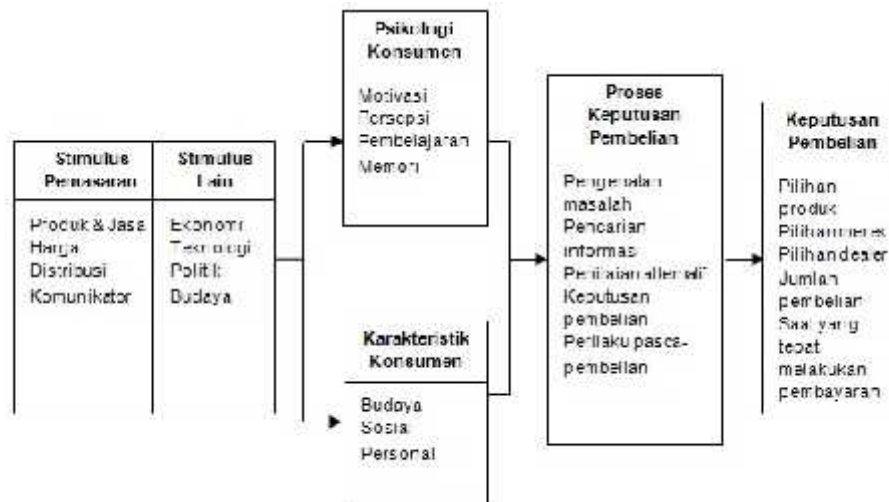 Stimulus
Pemasaran
Produk & Jasa
Harga
Distribusi
Komunikator
Stimulus
Lain
Ekonomi
Teknologi
Politik
Budaya
Psikologi
Konsumen
Motivasi
Persepsi
Pembelajaran
Memori
Karakteristik
Konsumen
Budaya
Sosia
Personal
Proses
Keputusan
Pembelian
Pengenalan
masalah
Pencarian
informas
Penilaian alternatif
Keputusan
pembelian
Perilaku pasca-
pembelian
Keputusan
Pembelian
Pilihan
produk
Pilihan merek
Pilihan dealer
Jumlah
pembelian
Saat yang
tepat
melakukan
pembayaran